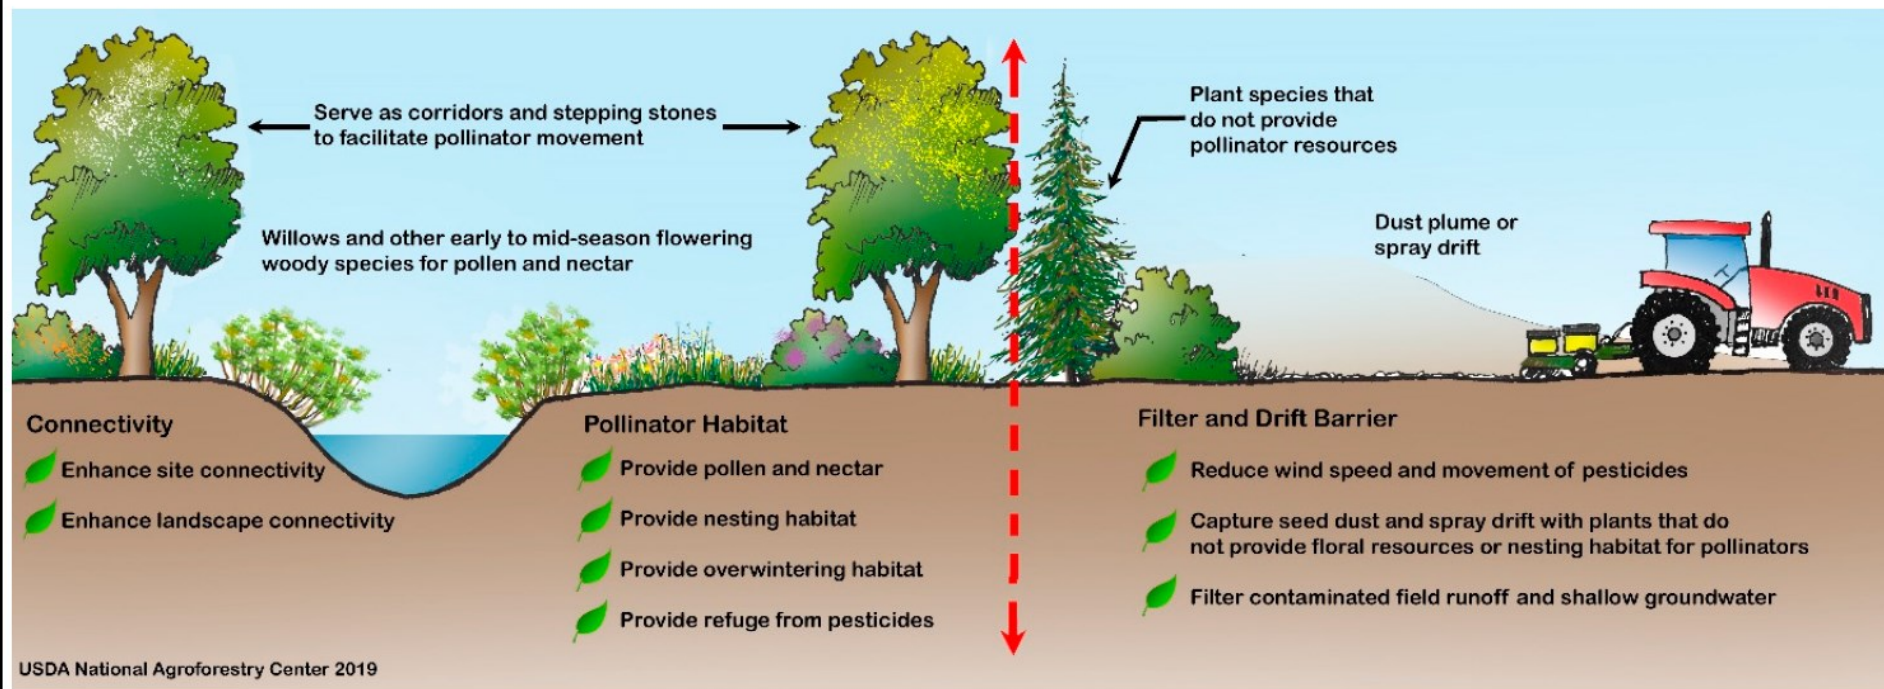 Serve as corridors and stepping stones
to facilitate pollinator movement
Plant species that
do not provide
pollinator resources
Willows and other early to mid-season flowering
woody species for pollen and nectar
Dust plume or
spray drift
Connectivity
Enhance site connectivity
Enhance landscape connectivity
Pollinator Habitat
Provide pollen and nectar
Provide nesting habitat
Provide overwintering habitat
Provide refuge from pesticides
Filter and Drift Barrier
Reduce wind speed and movement of pesticides
Capture seed dust and spray drift with plants that do
not provide floral resources or nesting habitat for pollinators
Filter contaminated field runoff and shallow groundwater
USDA National Agroforestry Center 2019